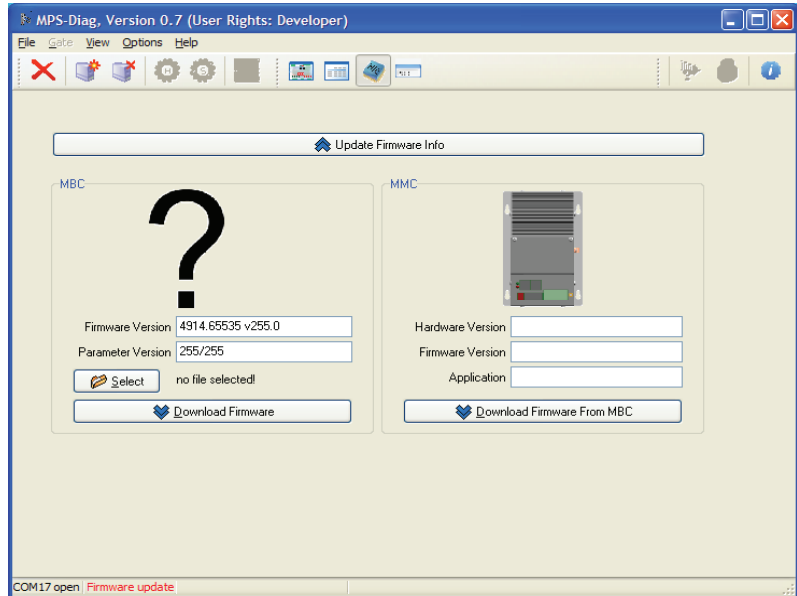 MPS-Diag, Version 0.7 (User Rights: Developer)
File Gate View Options Help
Update Firmware Info
MBC
MMC
?
Firmware Version 4914.65535 v255.0
Parameter Version 255/255
Select no file selected!
Download Firmware
Hardware Version
Firmware Version
Application
Download Firmware From MBC
COM17 open Firmware update